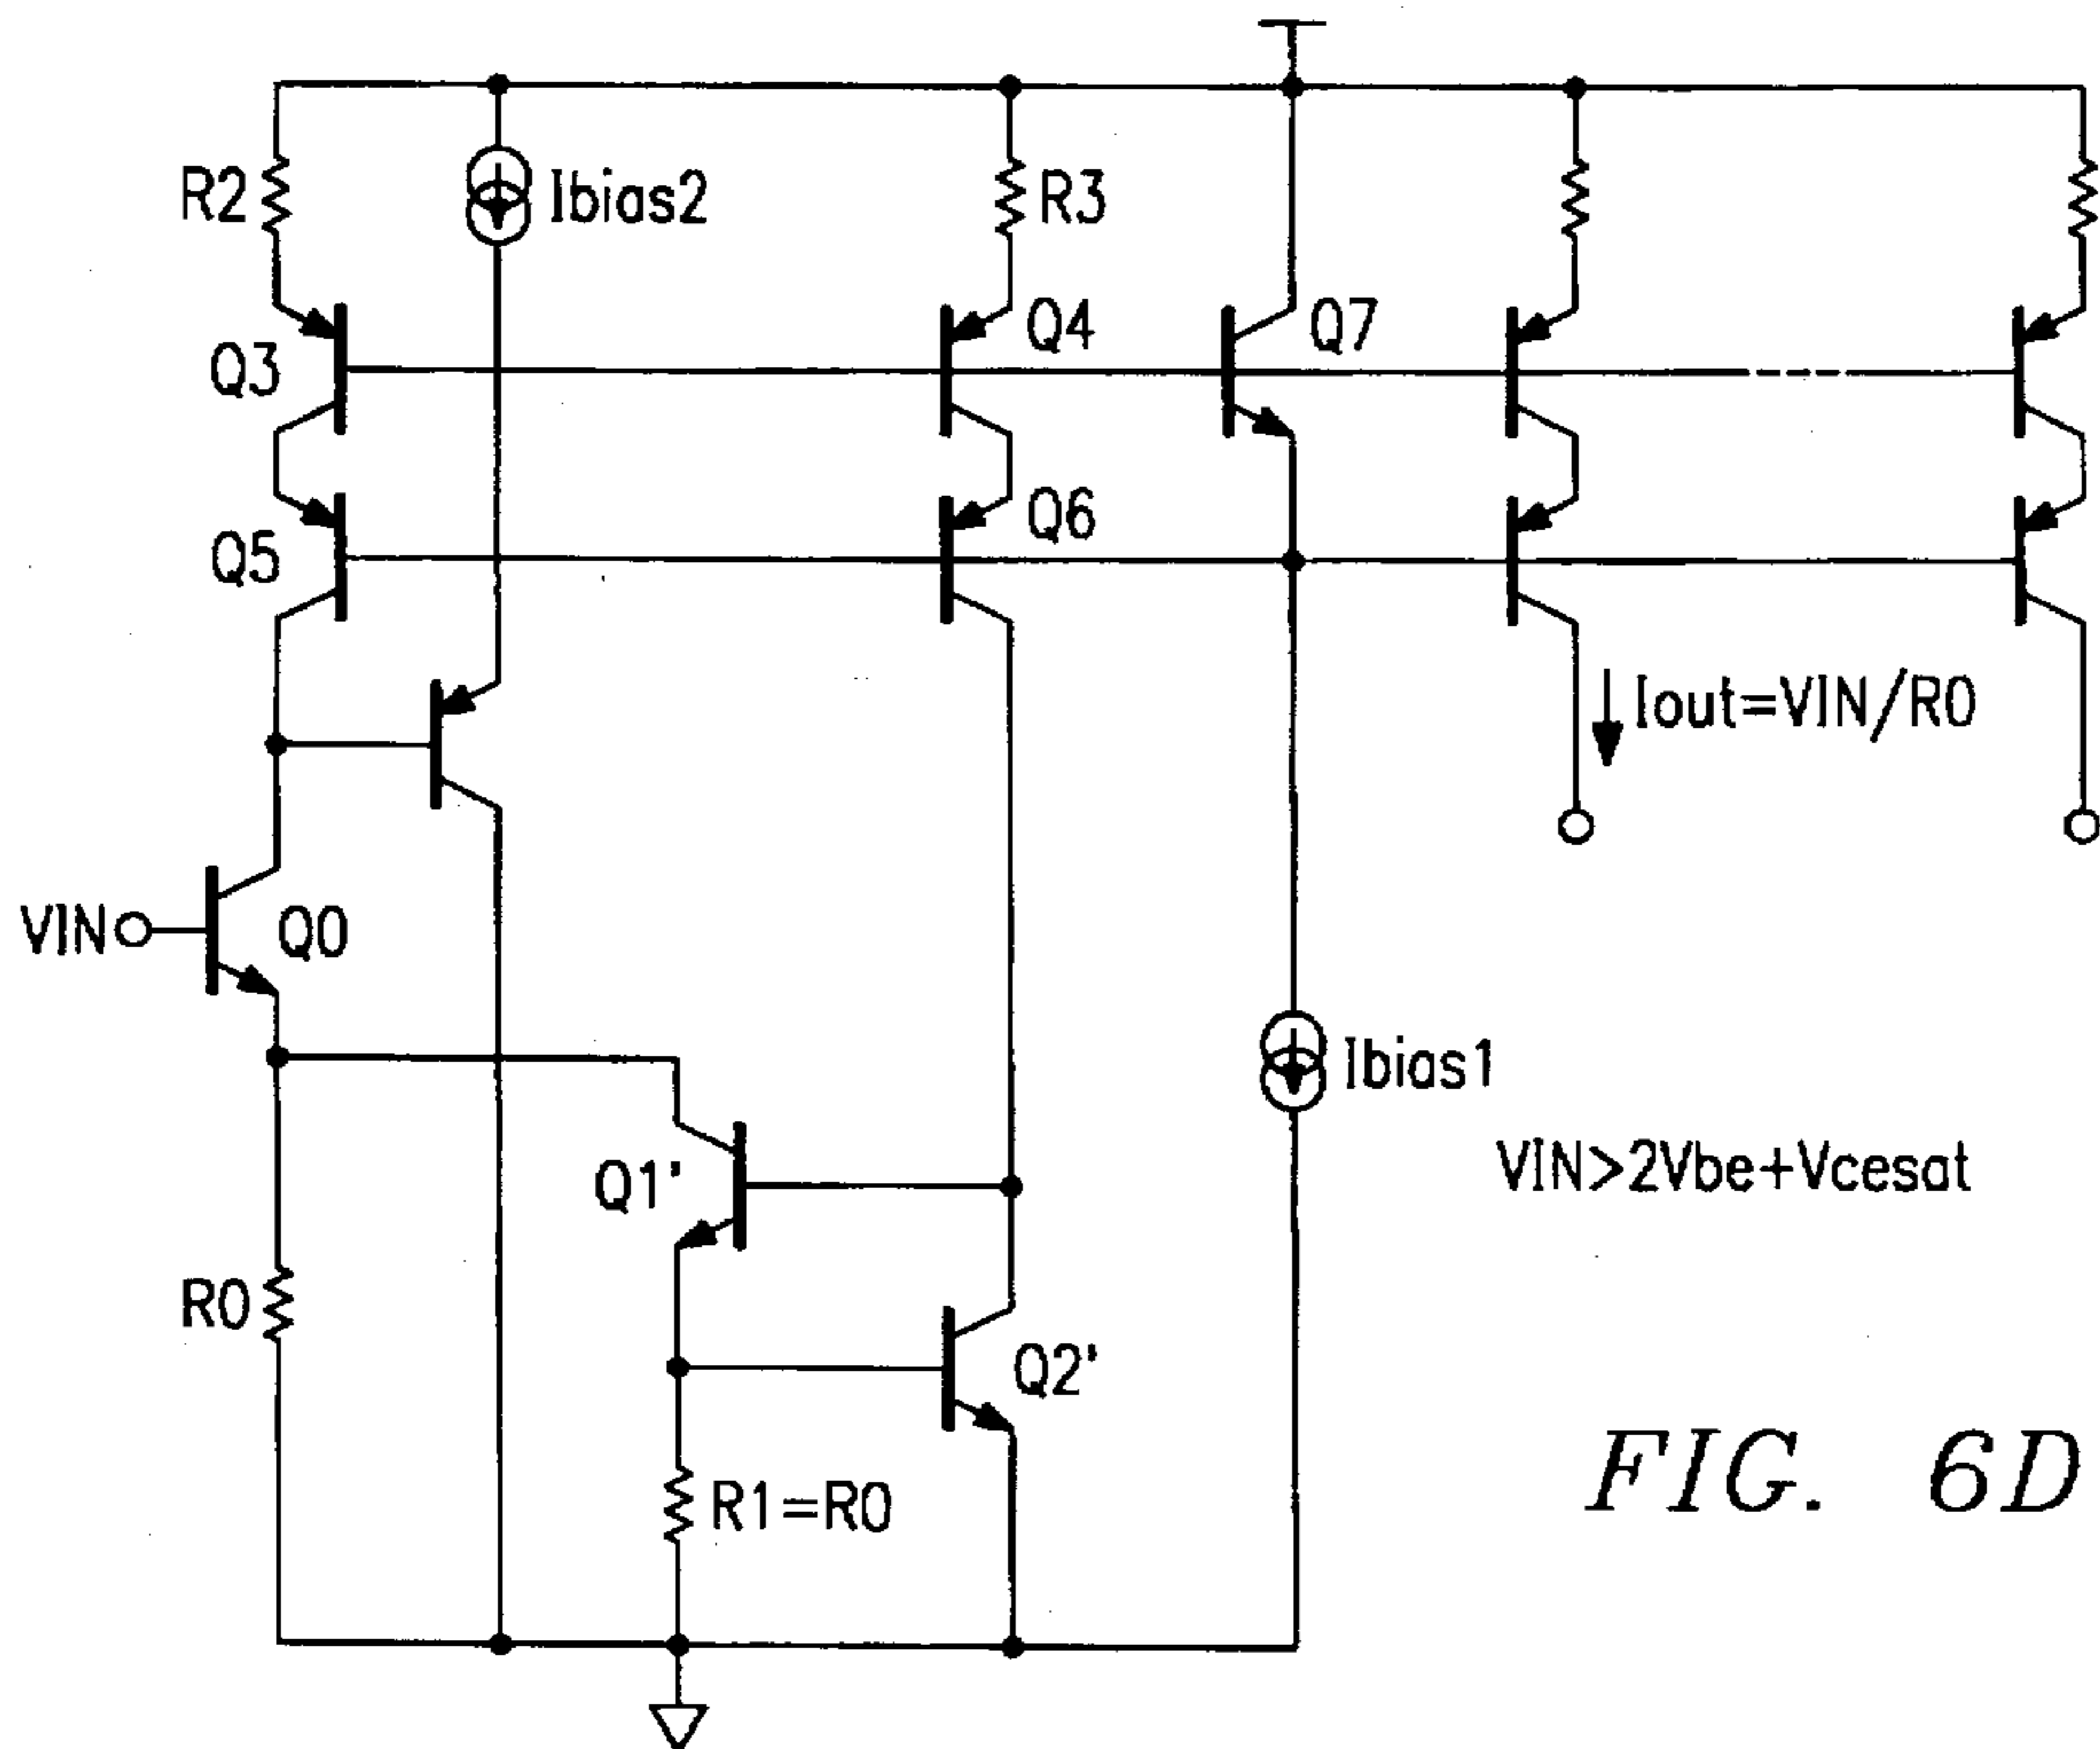 R2
Ibias2
R3
Q3
Q4
Q7
Q5
Q6
Iout=VIN/R0
VIN
Q0
Ibias1
Q1'
VIN>2Vbe+Vcesat
R0
Q2'
R1=R0
FIG. 6D